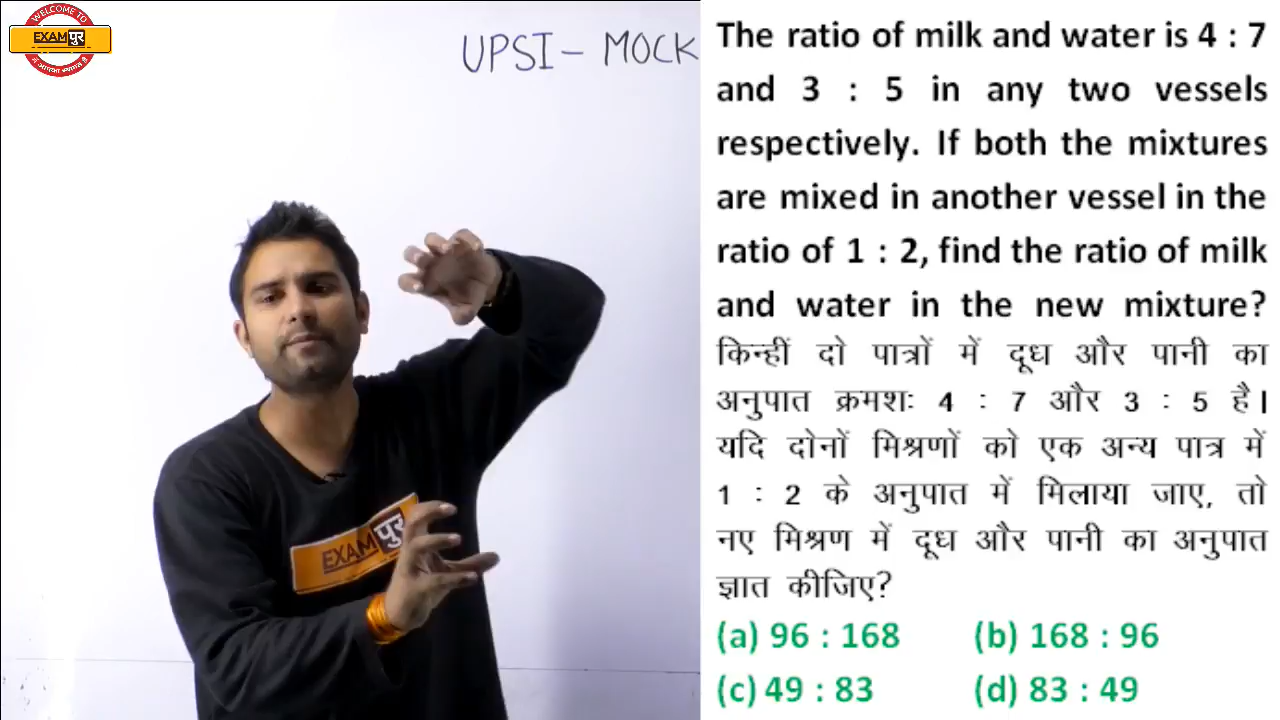 WELCOME TO
EXAMपुर
UPSI - MOCK
EXAMपुर
The ratio of milk and water is 4 : 7
and 3 : 5 in any two vessels
respectively. If both the mixtures
are mixed in another vessel in the
ratio of 1 : 2, find the ratio of milk
and water in the new mixture?
किन्हीं दो पात्रों में दूध और पानी का
अनुपात क्रमशः 4 : 7 और 3 : 5 है।
यदि दोनों मिश्रणों को एक अन्य पात्र में
1 : 2 के अनुपात में मिलाया जाए, तो
नए मिश्रण में दूध और पानी का अनुपात
ज्ञात कीजिए?
(a) 96 : 168 (b) 168 : 96
(c) 49 : 83 (d) 83 : 49